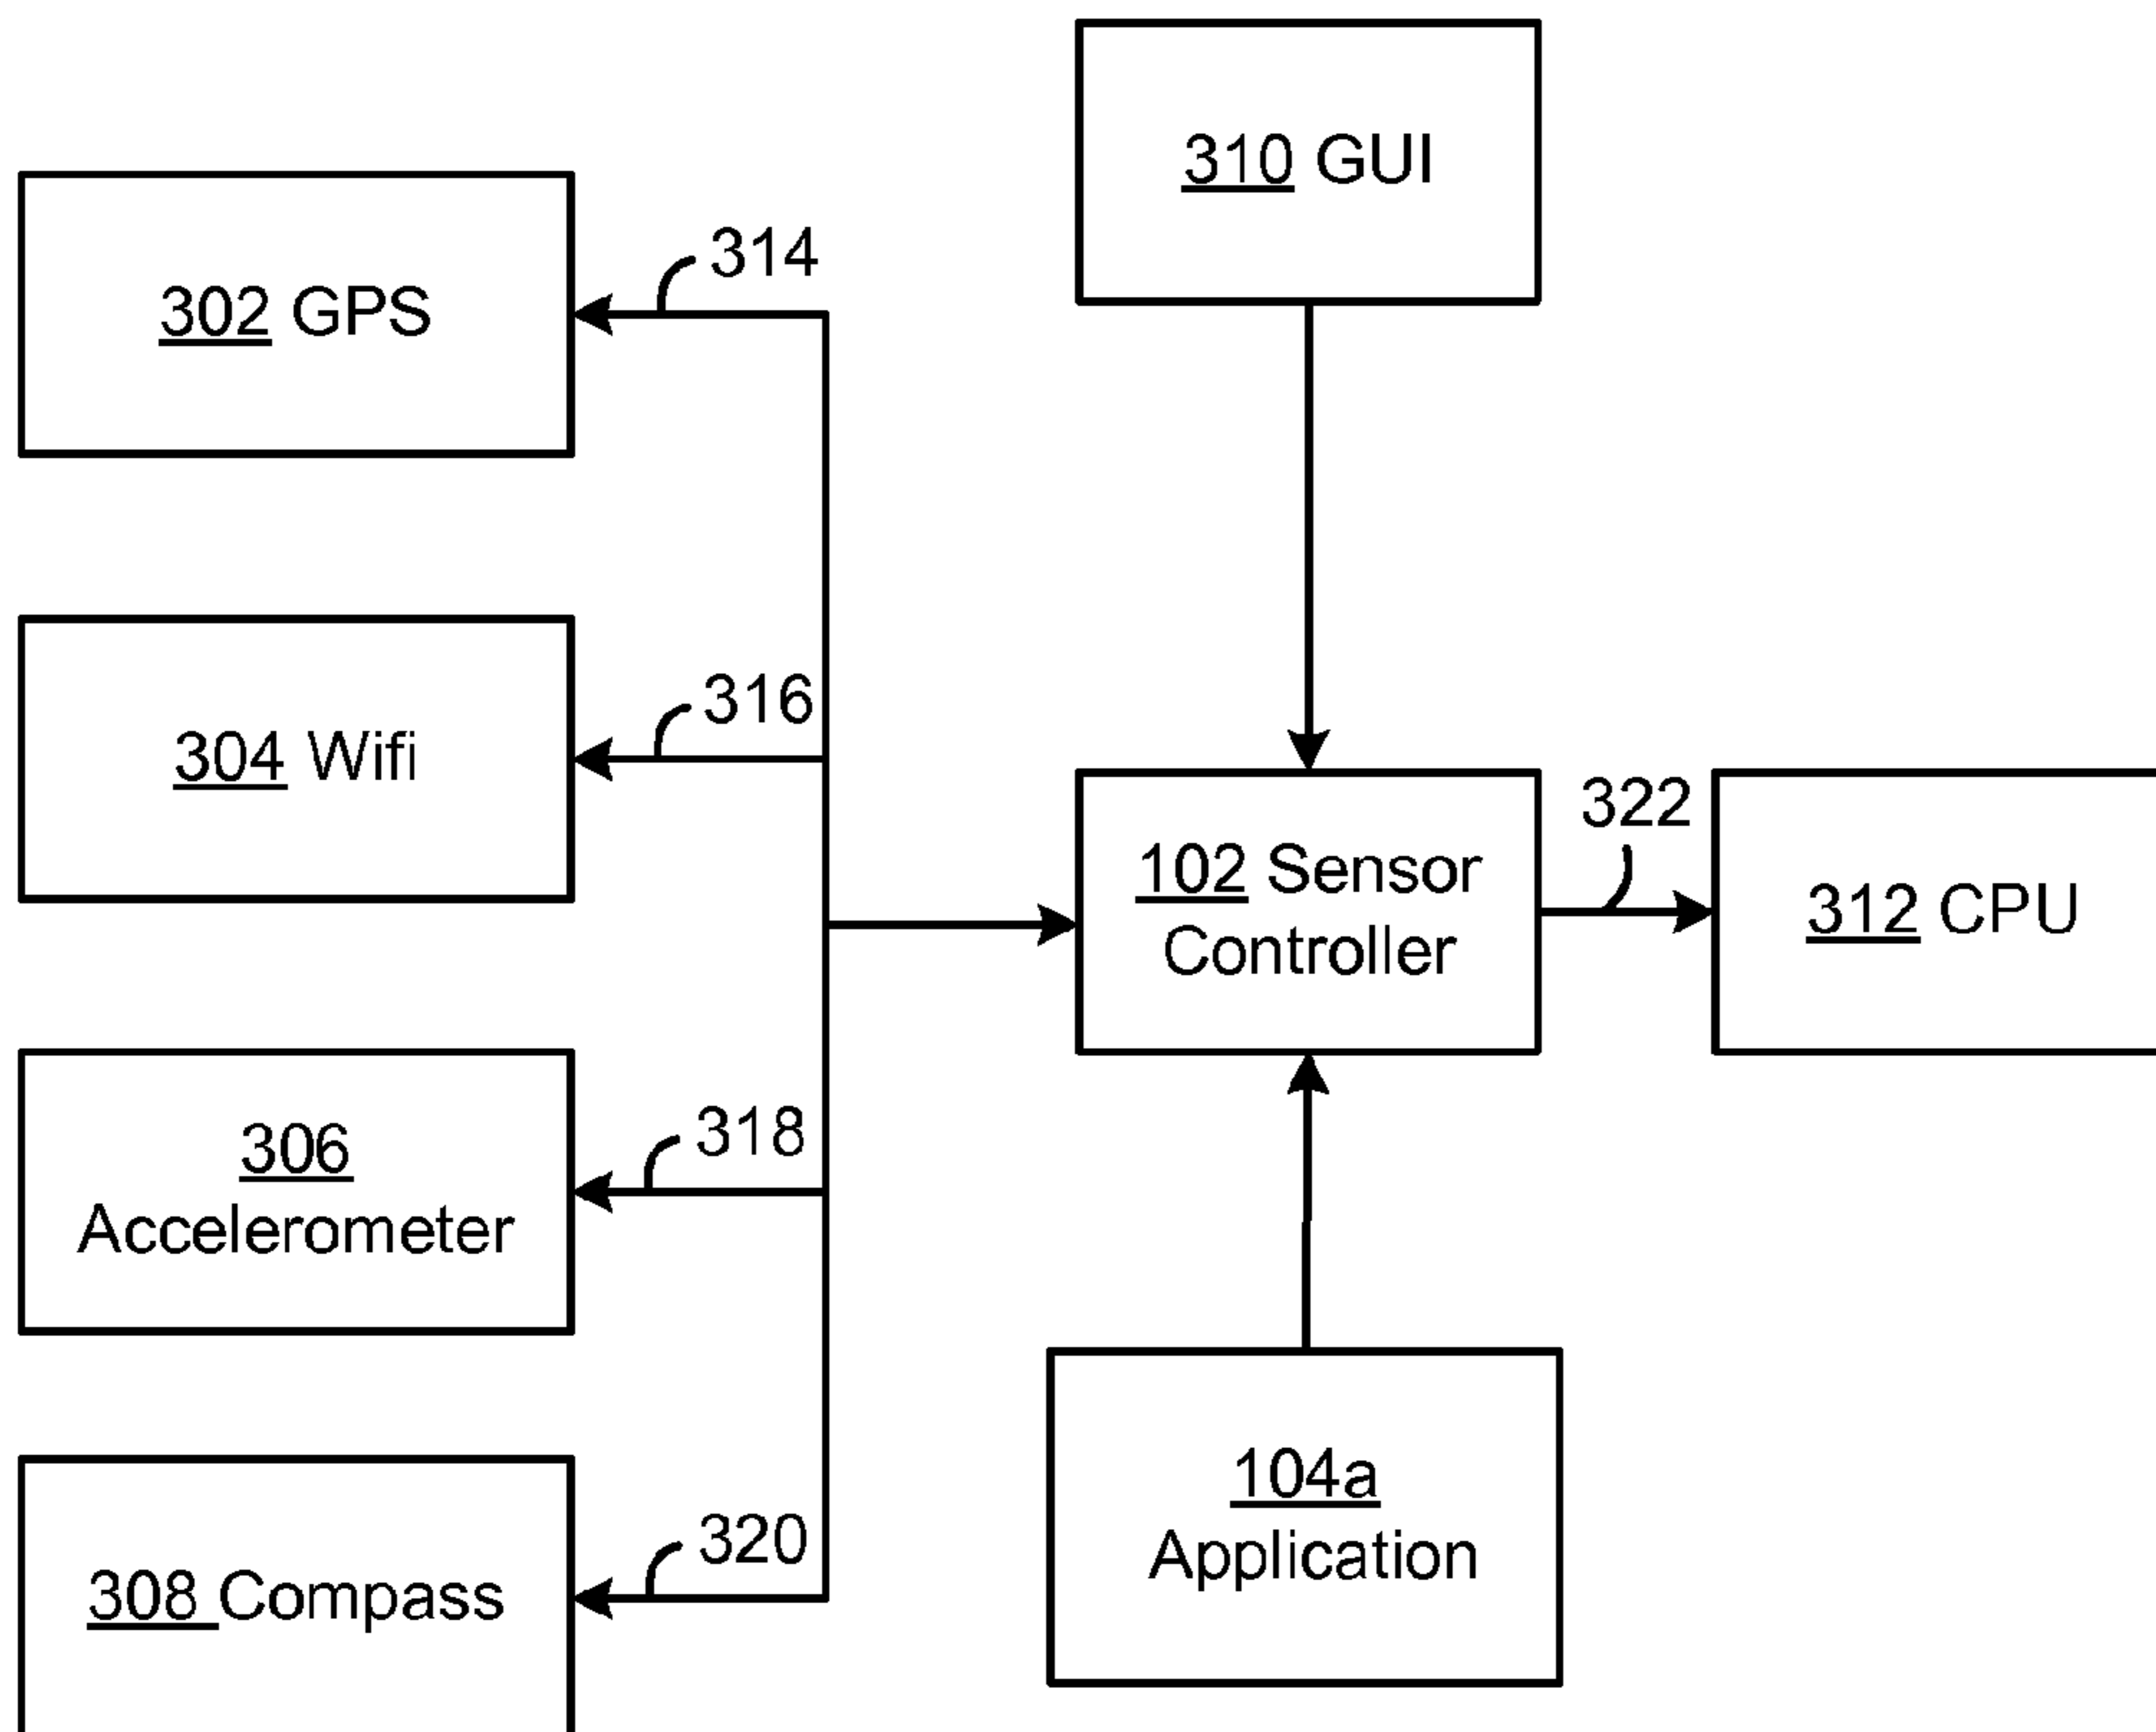 310 GUI
302 GPS
314
304 Wifi
316
102 Sensor
Controller
322
312 CPU
306
Accelerometer
318
104a
Application
308 Compass
320